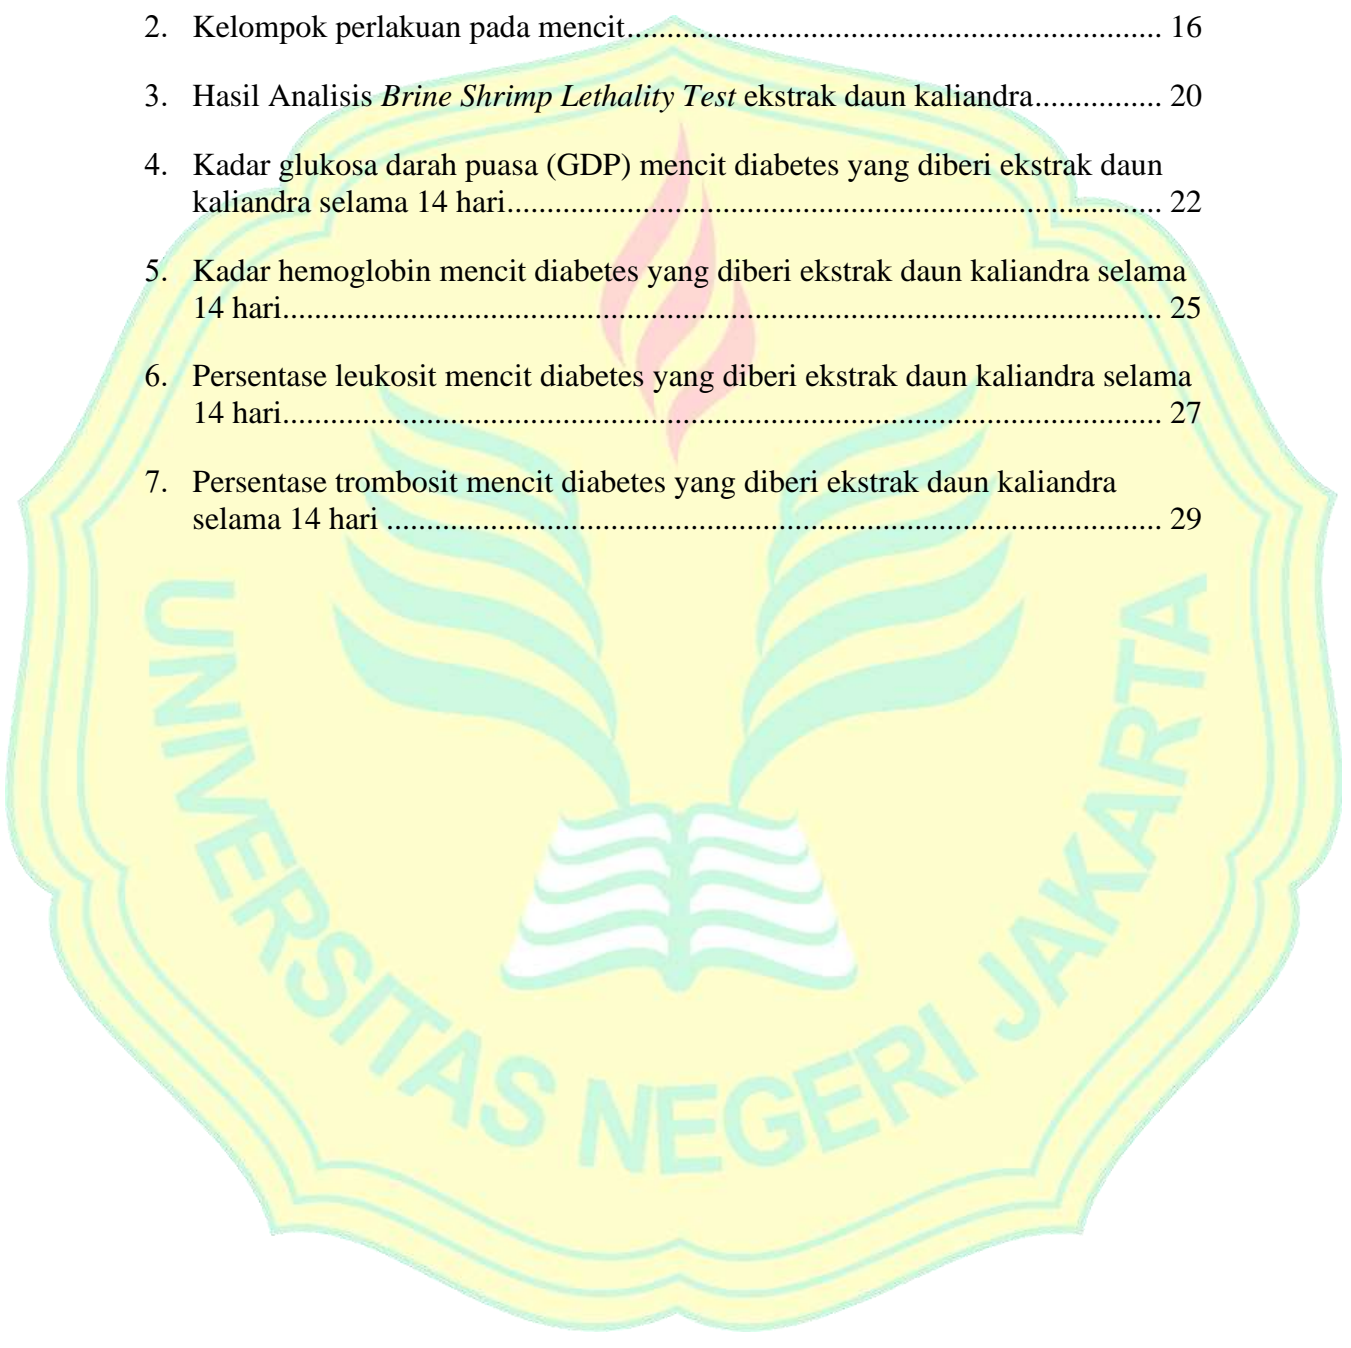 2. Kelompok perlakuan pada mencit.................................................................... 16
3. Hasil Analisis Brine Shrimp Lethality Test ekstrak daun kaliandra................ 20
4. Kadar glukosa darah puasa (GDP) mencit diabetes yang diberi ekstrak daun
kaliandra selama 14 hari................................................................................... 22
5. Kadar hemoglobin mencit diabetes yang diberi ekstrak daun kaliandra selama
14 hari................................................................................................................ 25
6. Persentase leukosit mencit diabetes yang diberi ekstrak daun kaliandra selama
14 hari................................................................................................................ 27
7. Persentase trombosit mencit diabetes yang diberi ekstrak daun kaliandra
selama 14 hari .................................................................................................. 29
UNIVERSITAS NEGERI JAKARTA